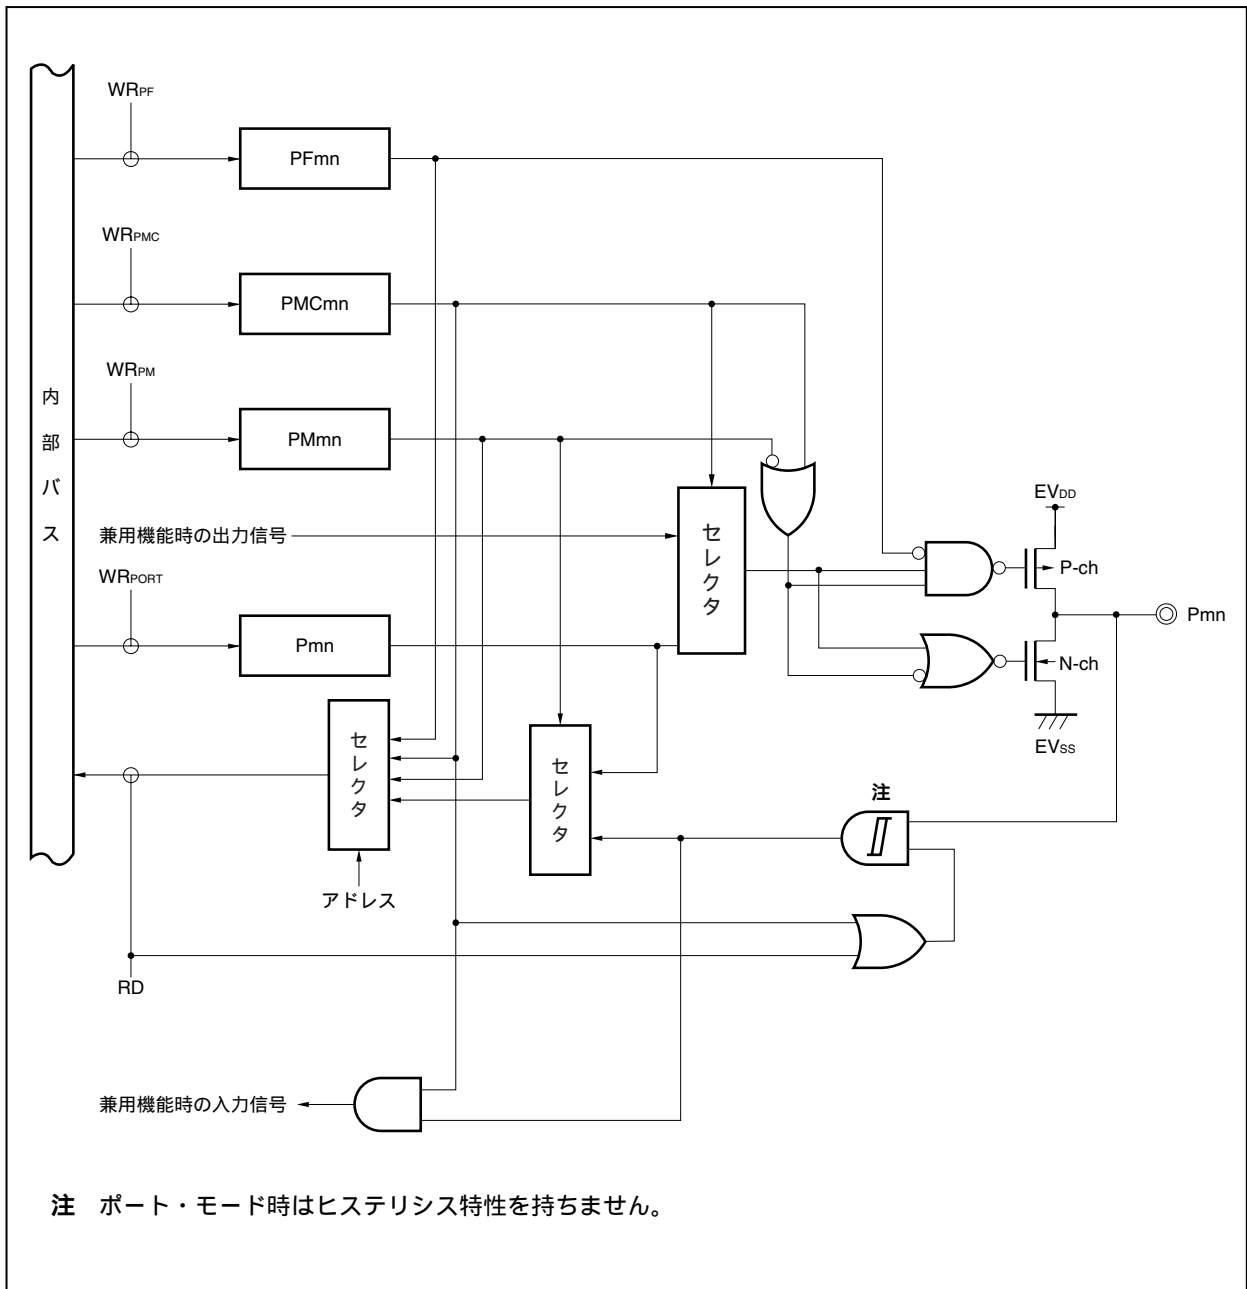 WRPF
PFmn
WRPMC
PMCmn
WRPM
内部バス
PMmn
兼用機能時の出力信号
セレクタ
EVDD
P-ch
WRPORT
Pmn
Pmn
N-ch
EVSS
セレクタ
セレクタ
注
アドレス
RD
兼用機能時の入力信号
注 ポート・モード時はヒステリシス特性を持ちません。